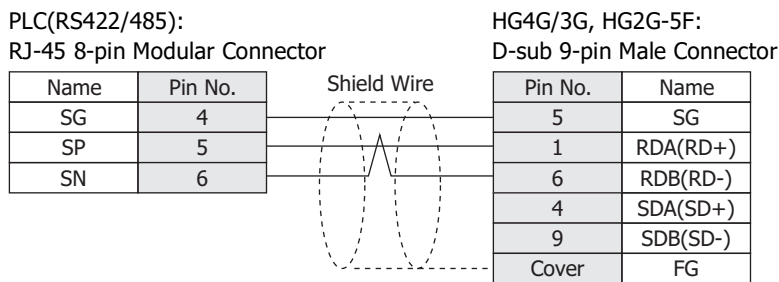 PLC(RS422/485): HG4G/3G, HG2G-5F:
RJ-45 8-pin Modular Connector D-sub 9-pin Male Connector
Name Pin No. Shield Wire Pin No. Name
SG 4 5 SG
SP 5 1 RDA(RD+)
SN 6 6 RDB(RD-)
4 SDA(SD+)
9 SDB(SD-)
Cover FG